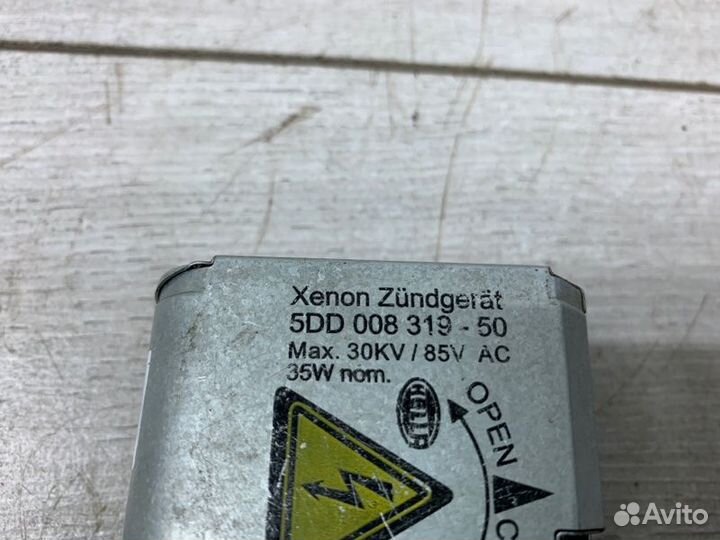 Xenon Zündgerät
5DD 008 319 - 50
Max. 30KV / 85V AC
35W nom.
HELLA
OPEN
Avito